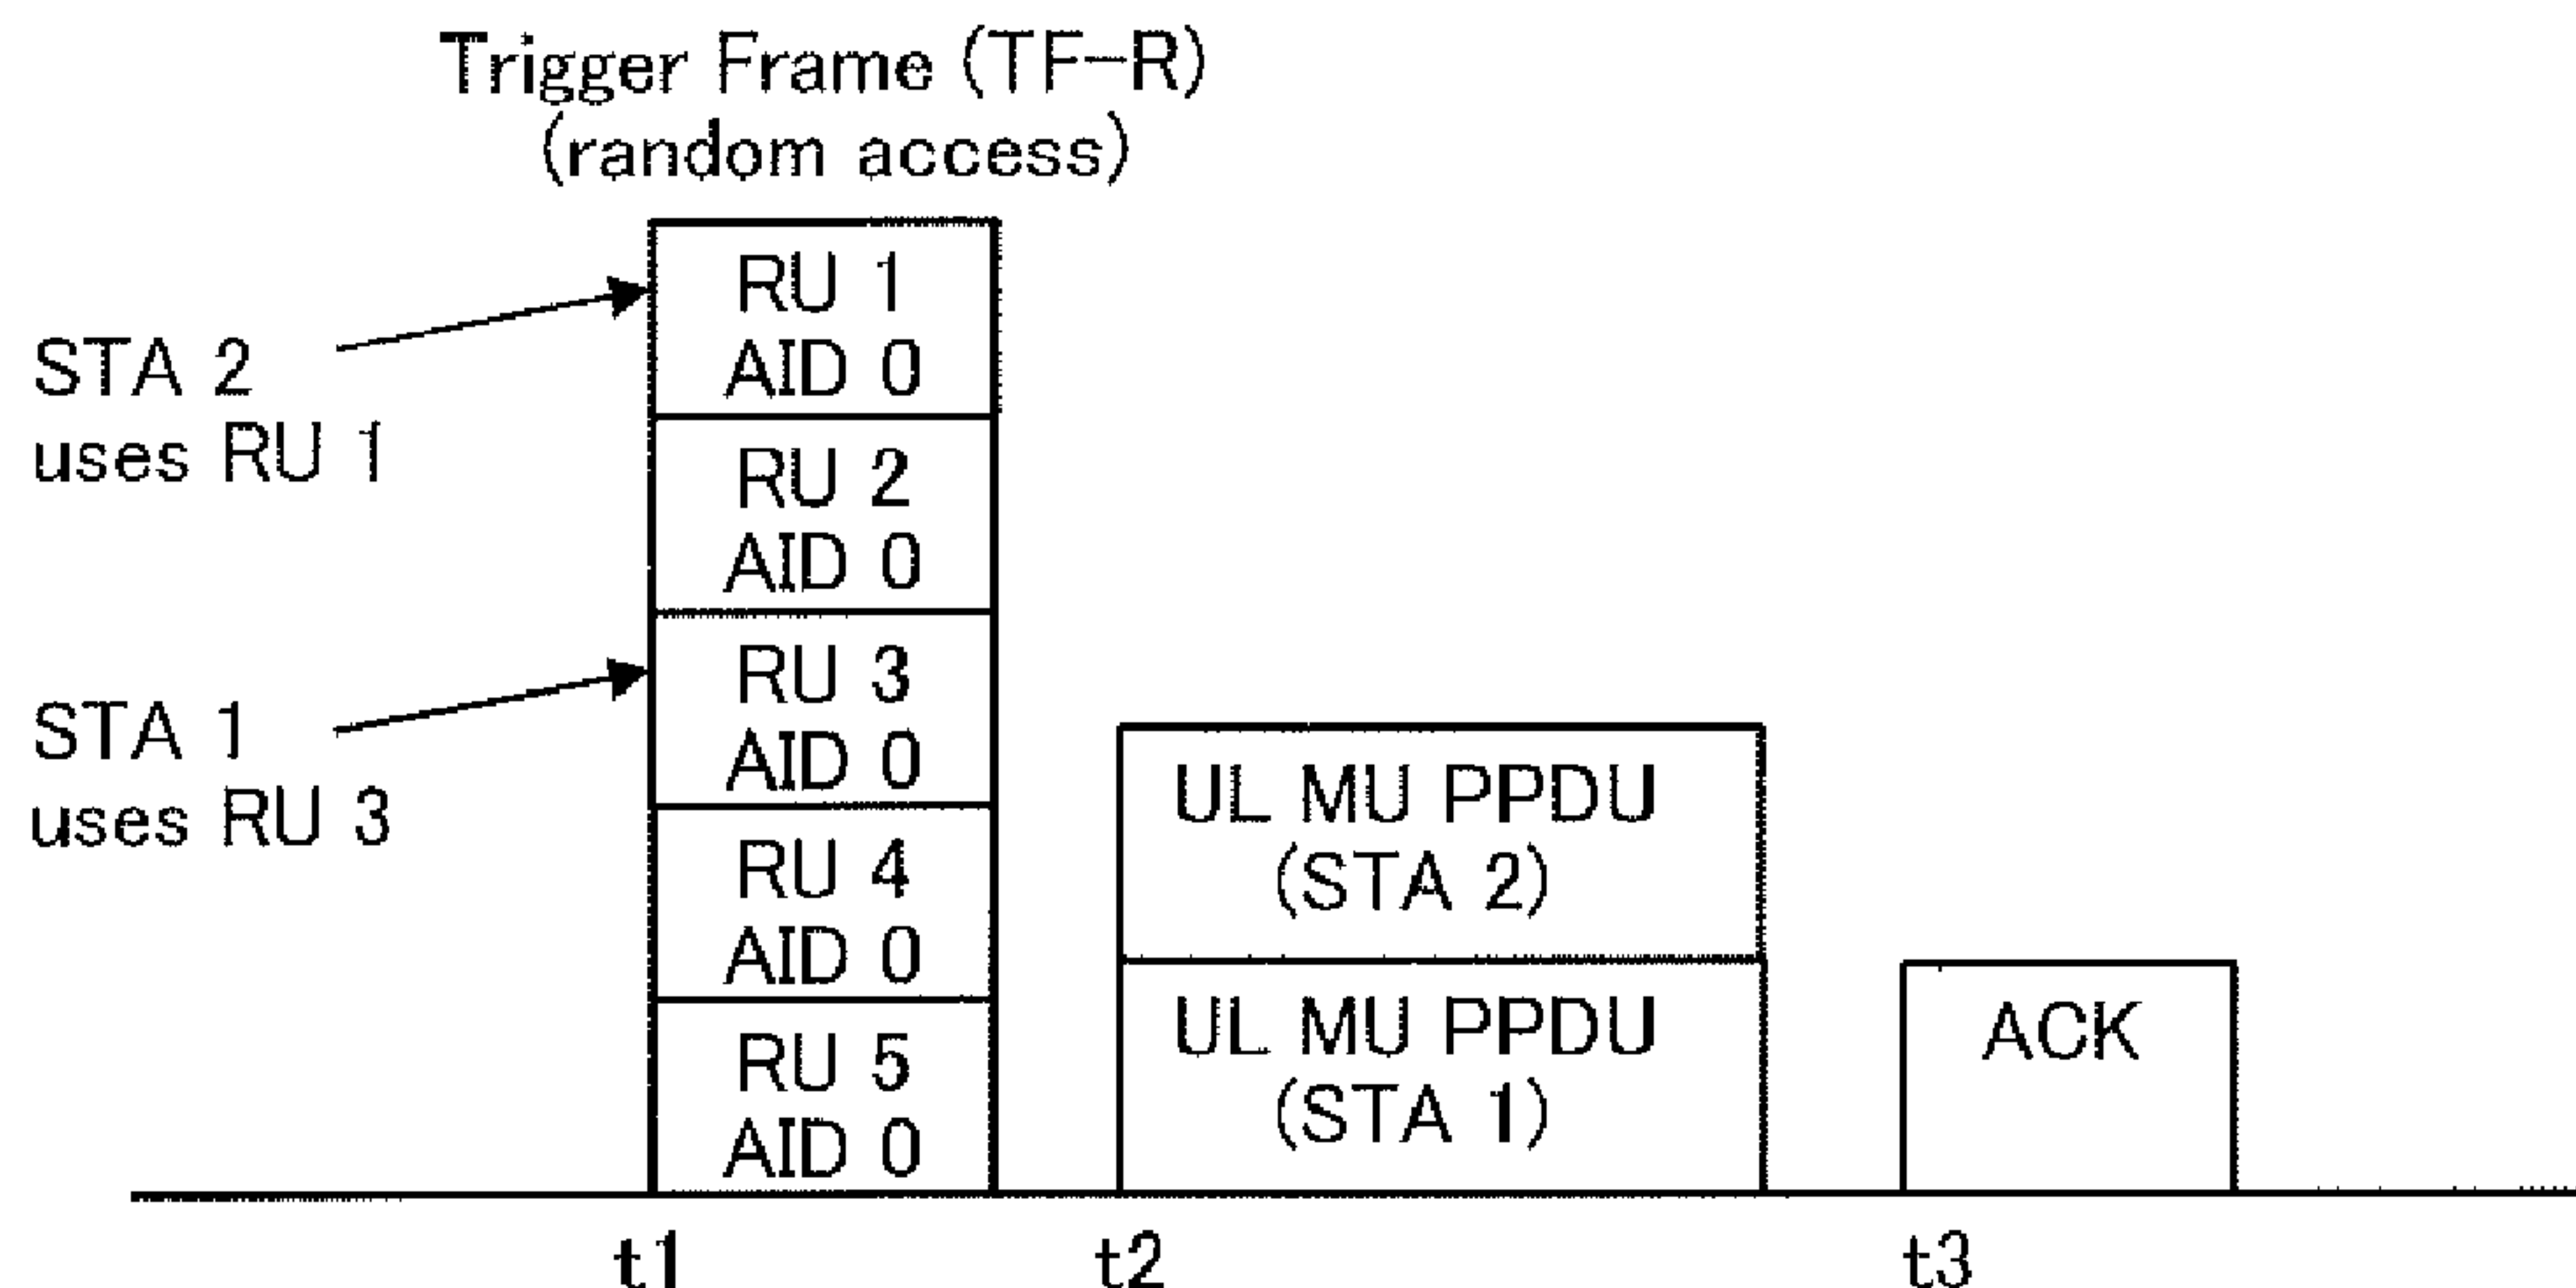 Trigger Frame (TF-R)
(random access)
STA 2
uses RU 1
STA 1
uses RU 3
RU 1
AID 0
RU 2
AID 0
RU 3
AID 0
RU 4
AID 0
RU 5
AID 0
UL MU PPDU
(STA 2)
UL MU PPDU
(STA 1)
ACK
t1
t2
t3